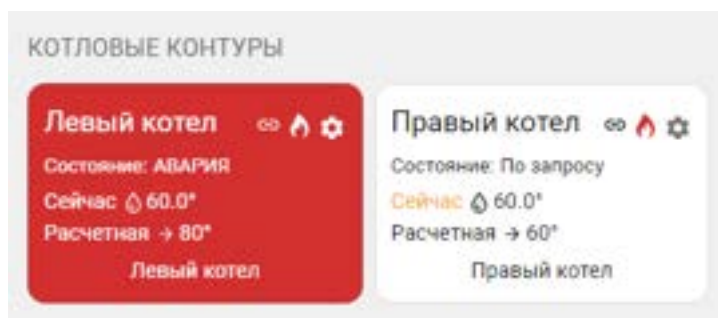 КОТЛОВЫЕ КОНТУРЫ
Левый котел
Состояние: АВАРИЯ
Сейчас 60.0°
Расчетная → 80°
Левый котел
Правый котел
Состояние: По запросу
Сейчас 60.0°
Расчетная → 60°
Правый котел